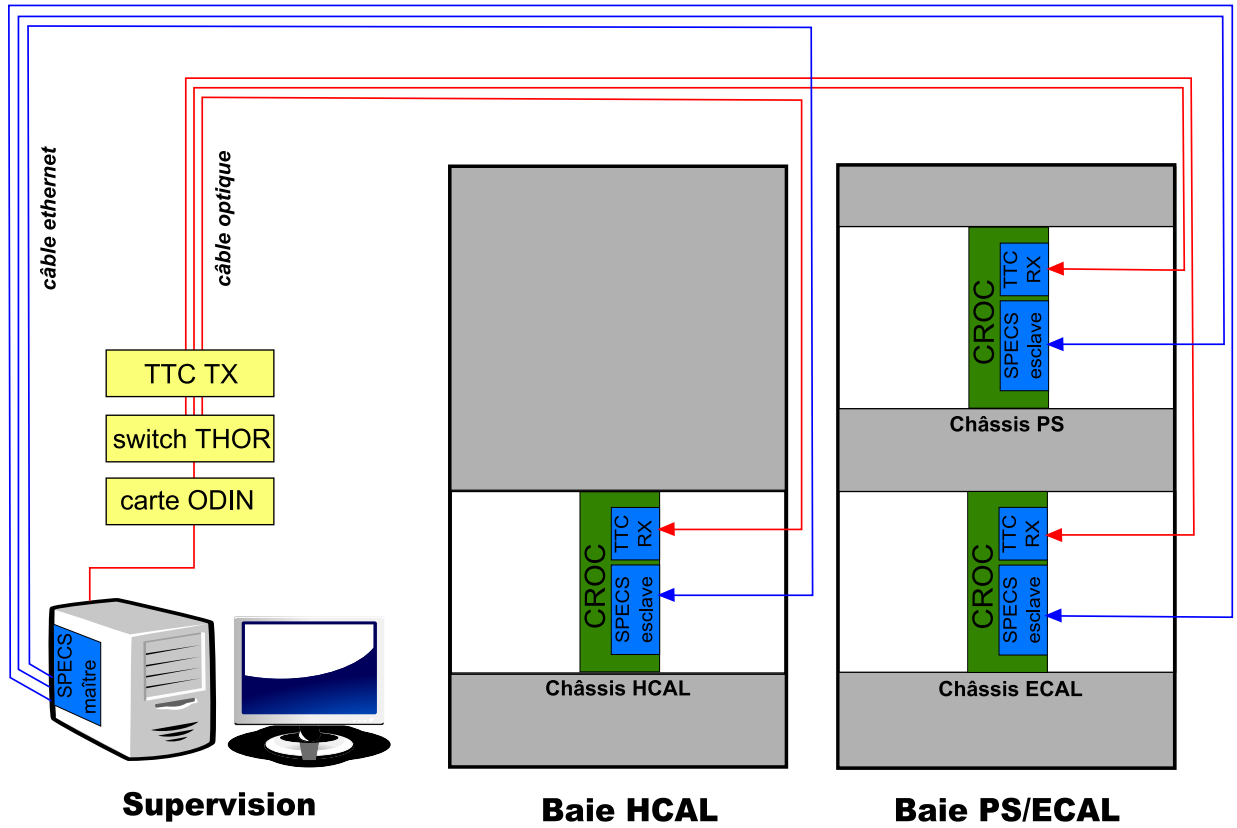 câble ethernet
câble optique
TTC TX
switch THOR
carte ODIN
SPECS
maître
Supervision
CROC
TTC
RX
SPECS
esclave
Châssis HCAL
Baie HCAL
CROC
TTC
RX
SPECS
esclave
Châssis PS
CROC
TTC
RX
SPECS
esclave
Châssis ECAL
Baie PS/ECAL